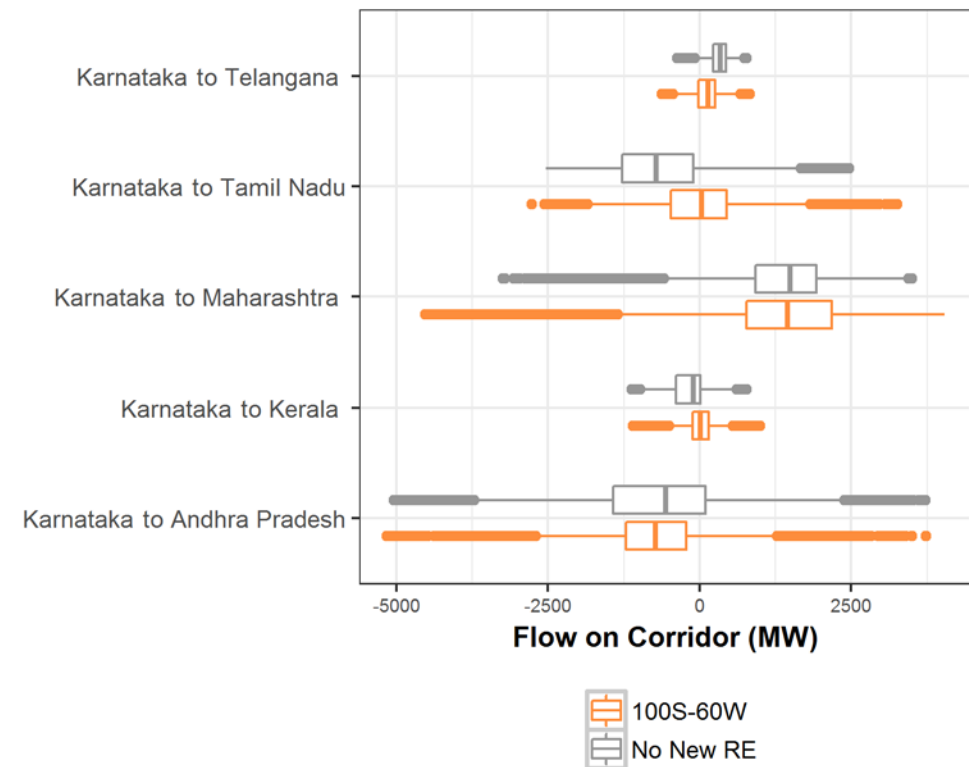 Karnataka to Telangana
Karnataka to Tamil Nadu
Karnataka to Maharashtra
Karnataka to Kerala
Karnataka to Andhra Pradesh
-5000 -2500 0 2500
Flow on Corridor (MW)
100S-60W
No New RE